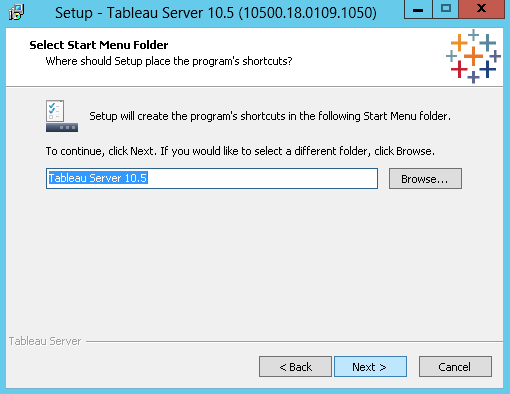 Setup - Tableau Server 10.5 (10500.18.0109.1050)
Select Start Menu Folder
Where should Setup place the program's shortcuts?
Setup will create the program's shortcuts in the following Start Menu folder.
To continue, click Next. If you would like to select a different folder, click Browse.
Tableau Server 10.5
Browse...
Tableau Server
< Back
Next >
Cancel